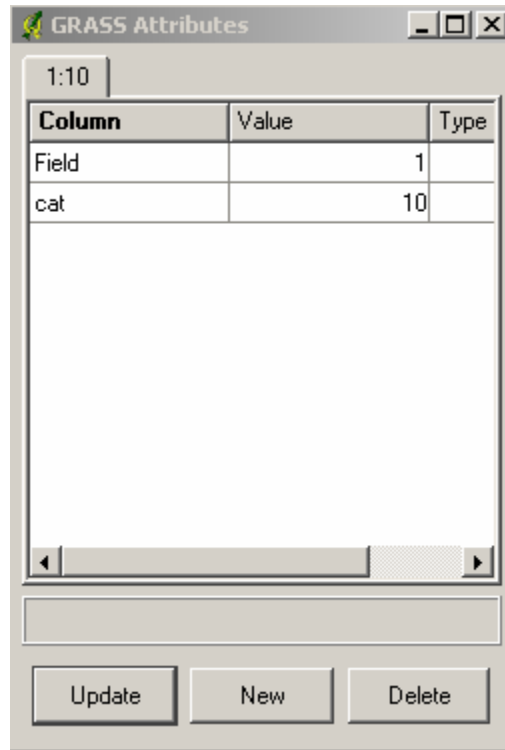 GRASS Attributes
1:10
Column Value Type
Field 1
cat 10
Update New Delete